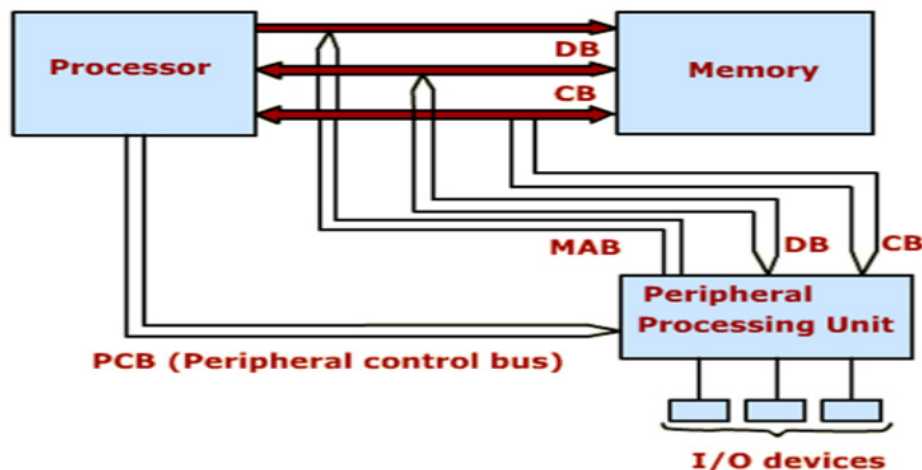 Processor
DB
CB
Memory
MAB
DB
CB
Peripheral
Processing Unit
PCB (Peripheral control bus)
I/O devices